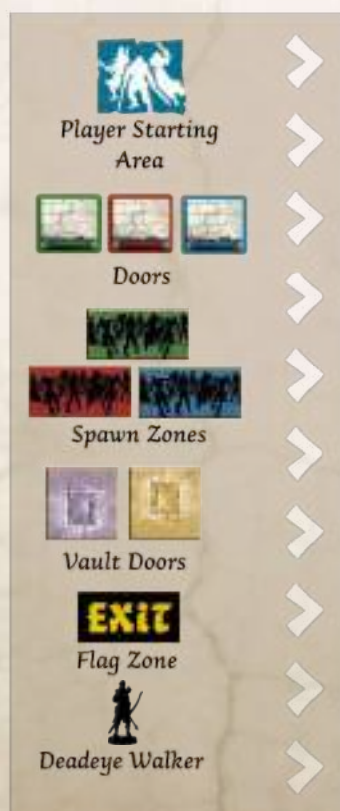 Player Starting
Area
Doors
Spawn Zones
Vault Doors
EXIT
Flag Zone
Deadeye Walker